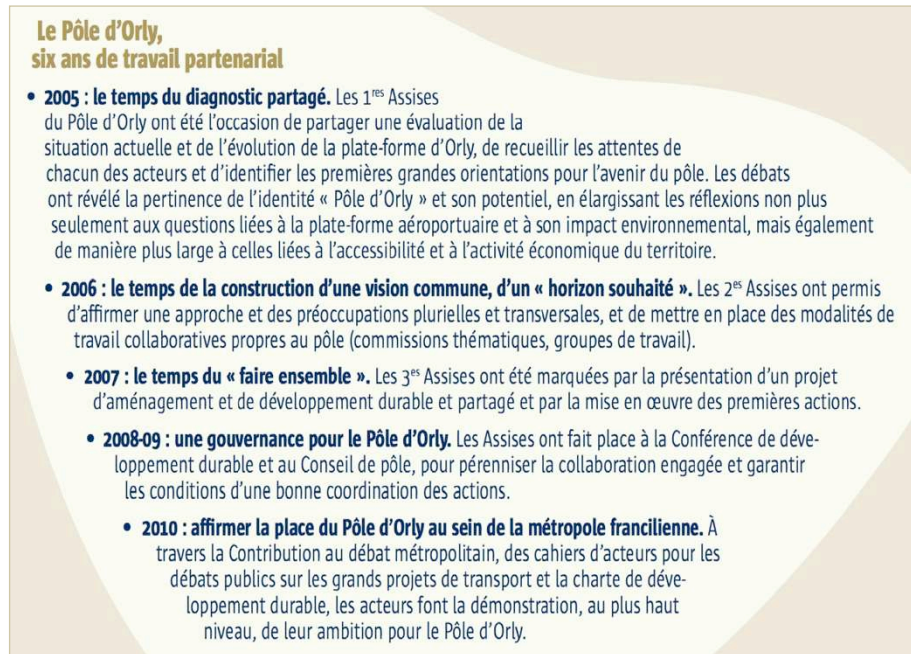 Le Pôle d’Orly,
six ans de travail partenarial
• 2005 : le temps du diagnostic partagé. Les 1res Assises
du Pôle d’Orly ont été l’occasion de partager une évaluation de la
situation actuelle et de l’évolution de la plate-forme d’Orly, de recueillir les attentes de
chacun des acteurs et d’identifier les premières grandes orientations pour l’avenir du pôle. Les débats
ont révélé la pertinence de l’identité « Pôle d’Orly » et son potentiel, en élargissant les réflexions non plus
seulement aux questions liées à la plate-forme aéroportuaire et à son impact environnemental, mais également
de manière plus large à celles liées à l’accessibilité et à l’activité économique du territoire.
• 2006 : le temps de la construction d’une vision commune, d’un « horizon souhaité ». Les 2es Assises ont permis
d’affirmer une approche et des préoccupations plurielles et transversales, et de mettre en place des modalités de
travail collaboratives propres au pôle (commissions thématiques, groupes de travail).
• 2007 : le temps du « faire ensemble ». Les 3es Assises ont été marquées par la présentation d’un projet
d’aménagement et de développement durable et partagé et par la mise en œuvre des premières actions.
• 2008-09 : une gouvernance pour le Pôle d’Orly. Les Assises ont fait place à la Conférence de déve-
loppement durable et au Conseil de pôle, pour pérenniser la collaboration engagée et garantir
les conditions d’une bonne coordination des actions.
• 2010 : affirmer la place du Pôle d’Orly au sein de la métropole francilienne. À
travers la Contribution au débat métropolitain, des cahiers d’acteurs pour les
débats publics sur les grands projets de transport et la charte de déve-
loppement durable, les acteurs font la démonstration, au plus haut
niveau, de leur ambition pour le Pôle d’Orly.